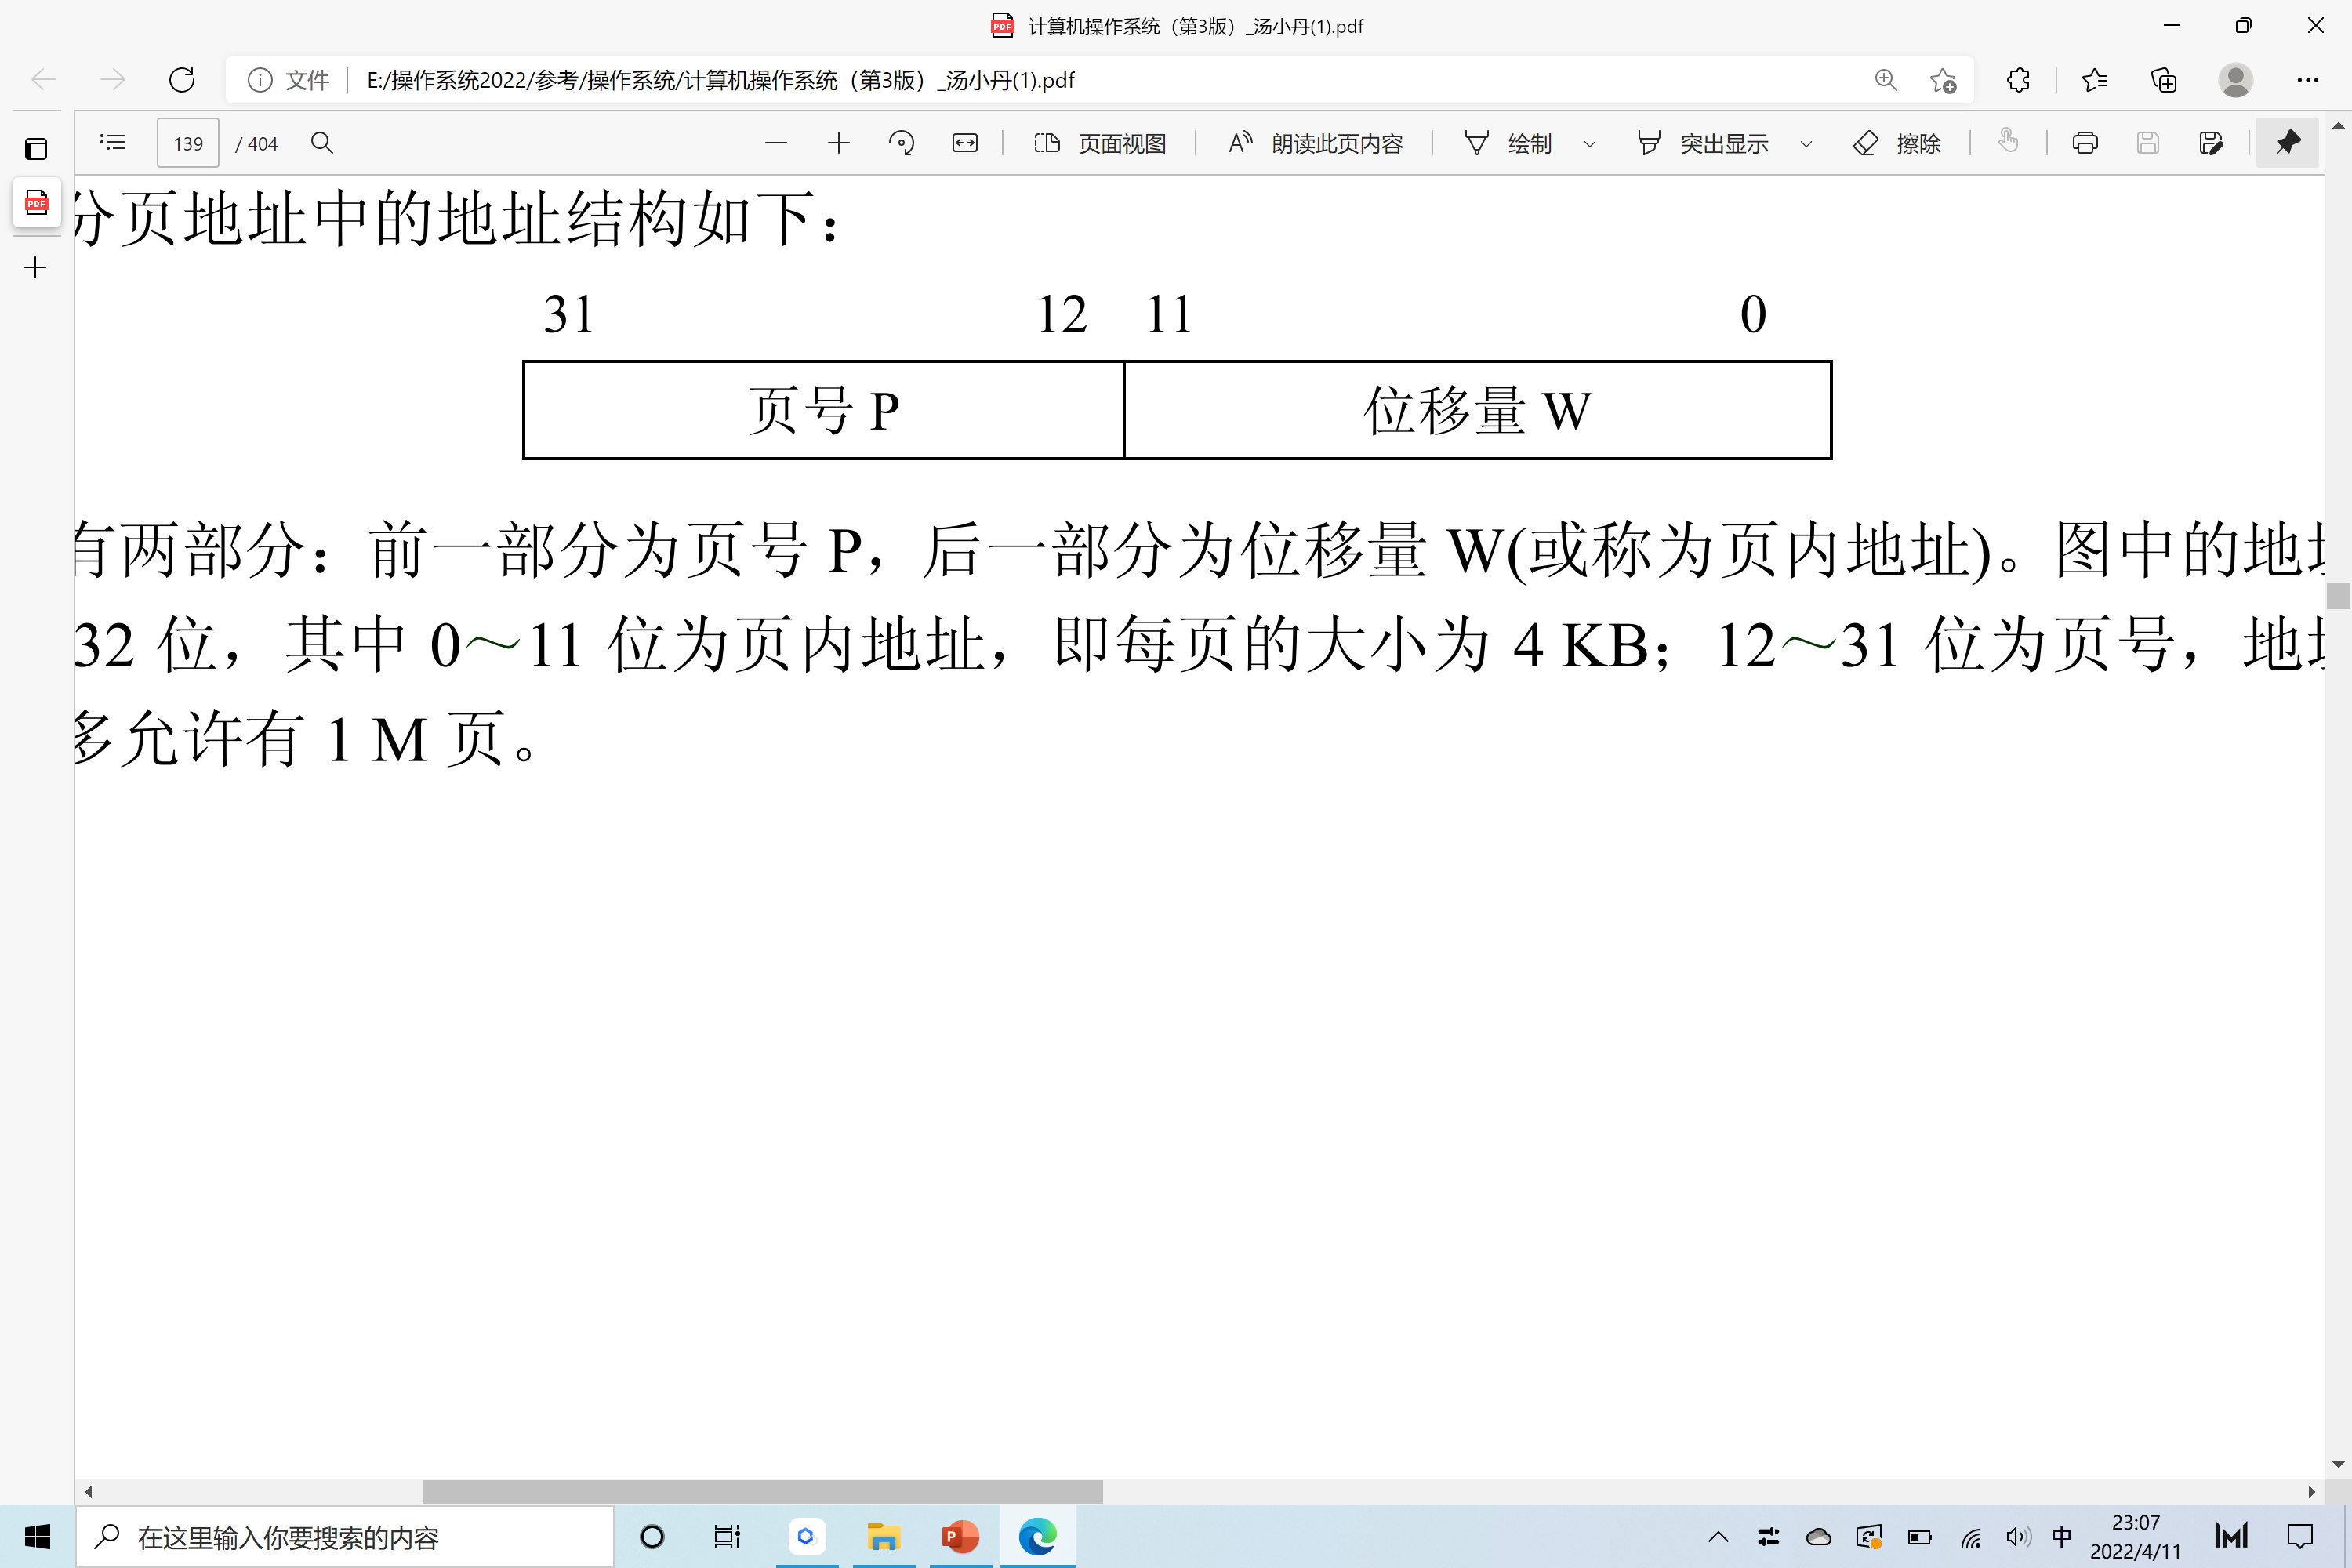 计算机操作系统（第3版）_汤小丹(1).pdf
文件 E:/操作系统2022/参考/操作系统/计算机操作系统（第3版）_汤小丹(1).pdf
139 / 404 页面视图 朗读此页内容 绘制 突出显示 擦除
分页地址中的地址结构如下：
31 12 11 0
页号 P 位移量 W
有两部分：前一部分为页号 P，后一部分为位移量 W(或称为页内地址)。图中的地址
32 位，其中 0～11 位为页内地址，即每页的大小为 4 KB；12～31 位为页号，地址
多允许有 1 M 页。
在这里输入你要搜索的内容
中
23:07
2022/4/11